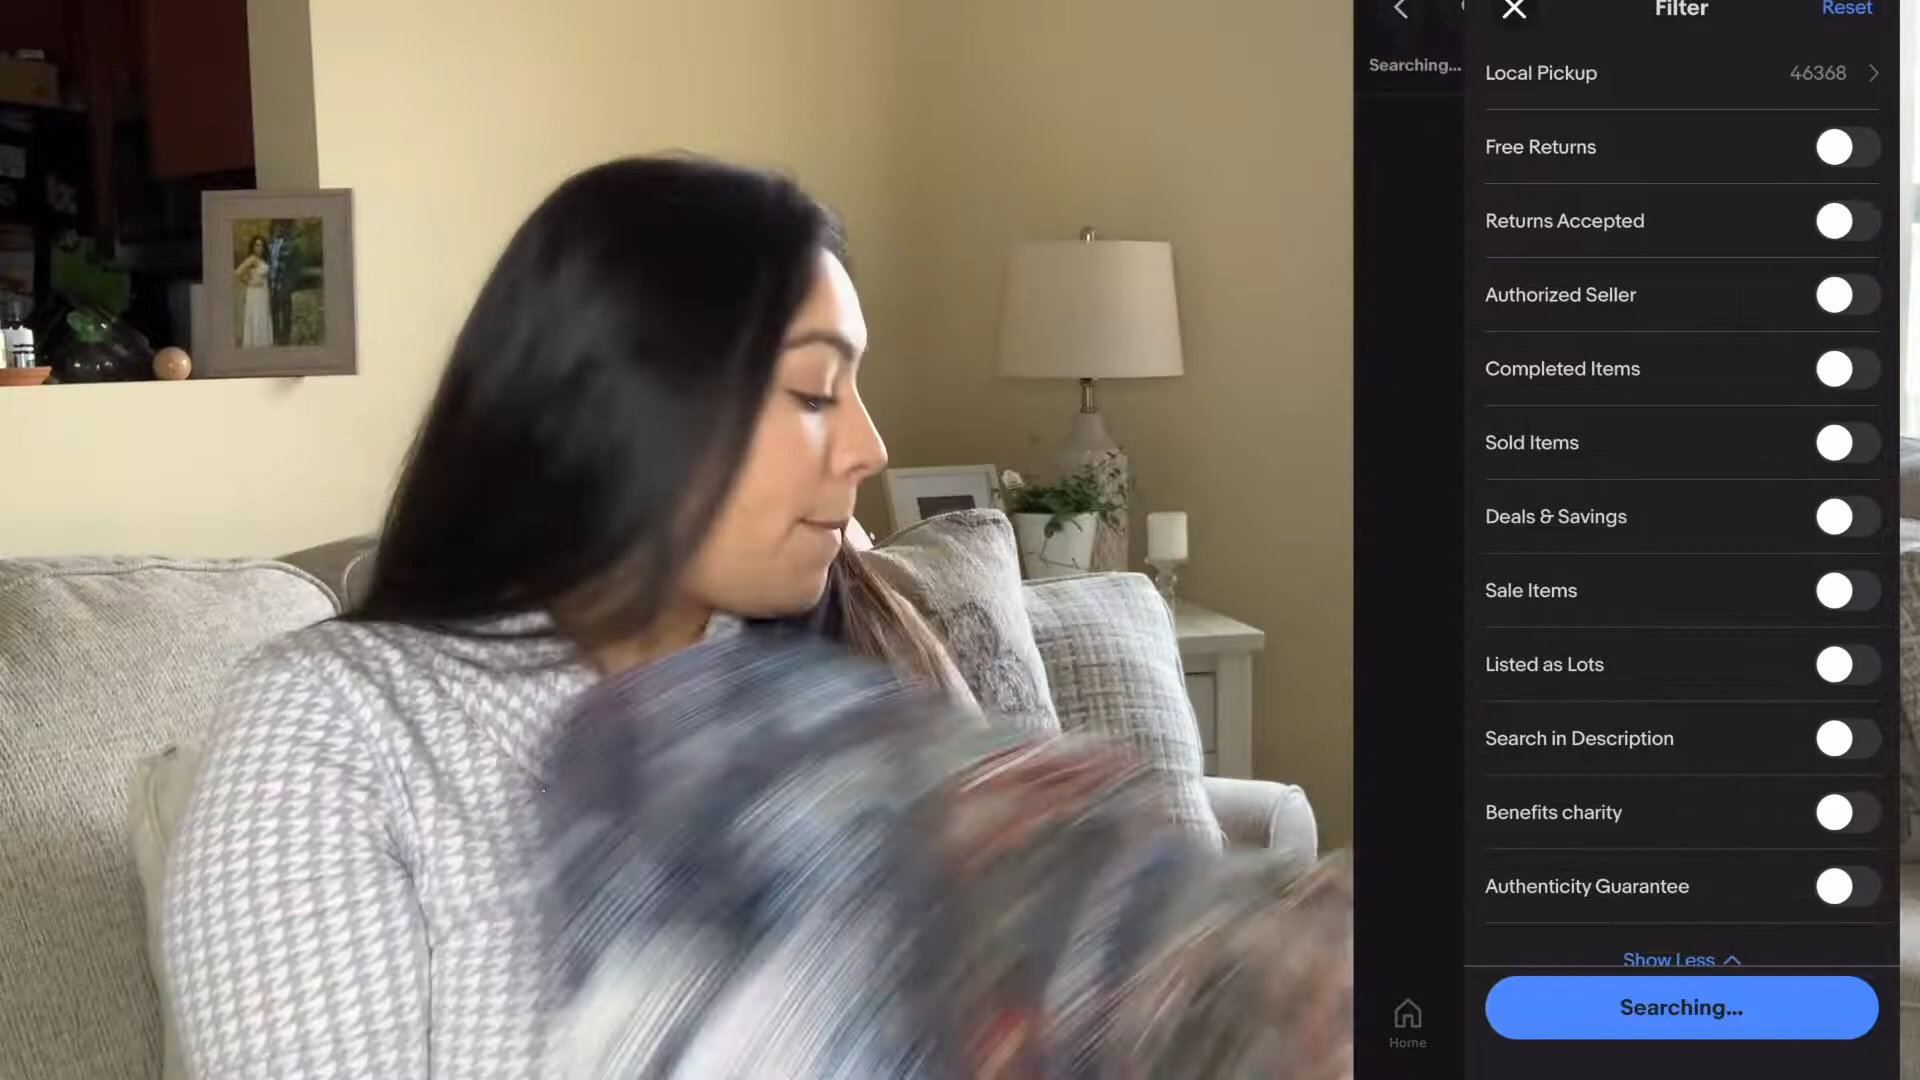 Filter
Reset
Searching...
Local Pickup 46368
Free Returns
Returns Accepted
Authorized Seller
Completed Items
Sold Items
Deals & Savings
Sale Items
Listed as Lots
Search in Description
Benefits charity
Authenticity Guarantee
Show Less
Searching...
Home